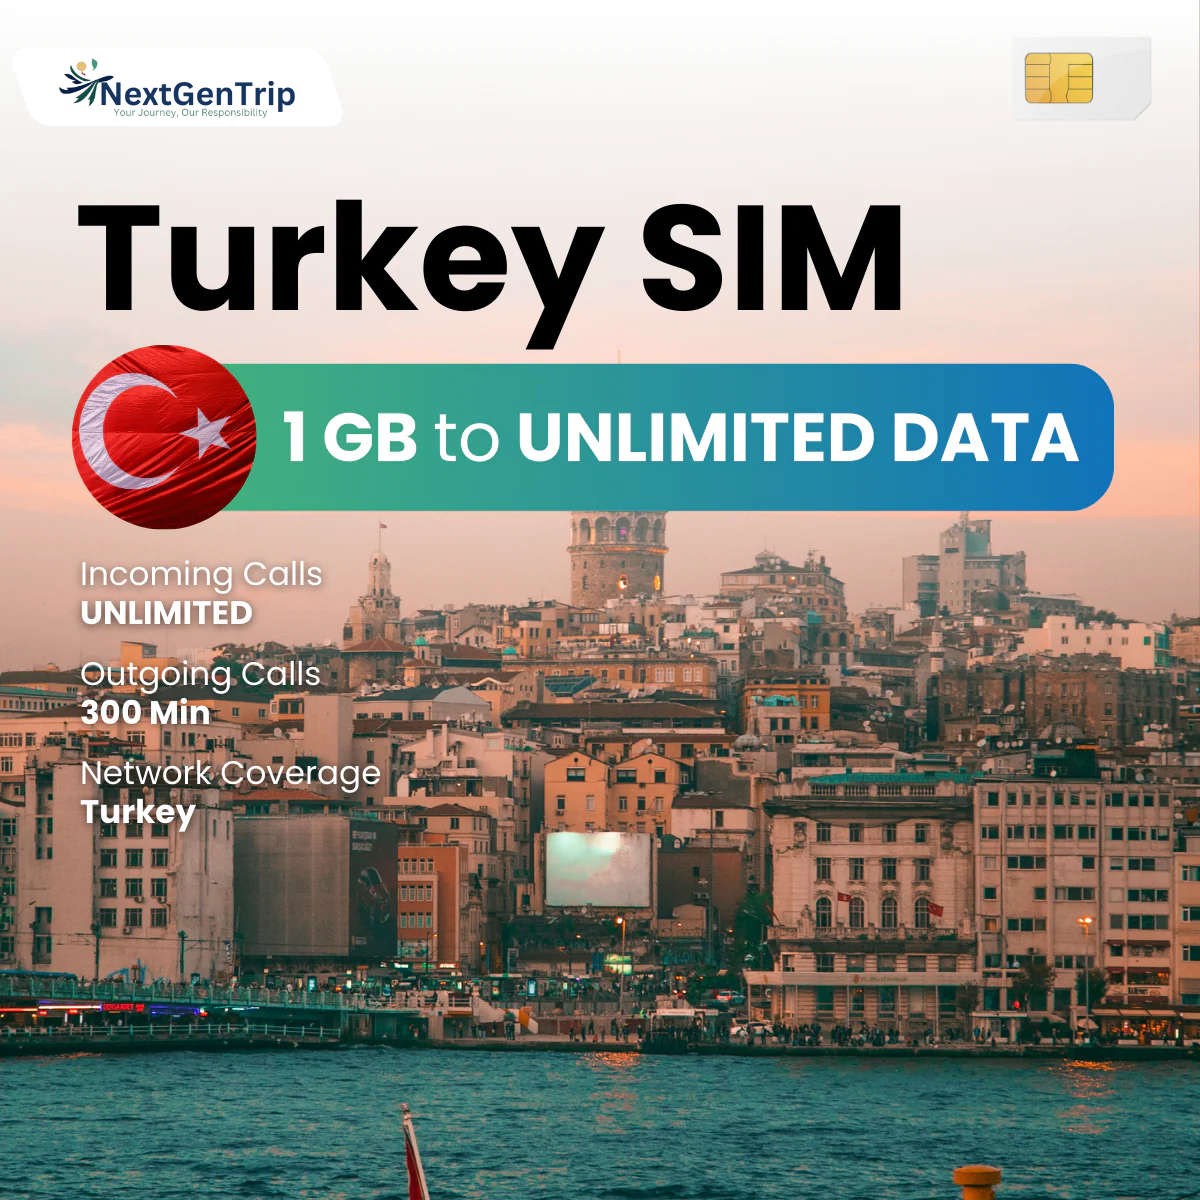 NextGenTrip
Your Journey, Our Responsibility
Turkey SIM
1 GB to UNLIMITED DATA
Incoming Calls
UNLIMITED
Outgoing Calls
300 Min
Network Coverage
Turkey